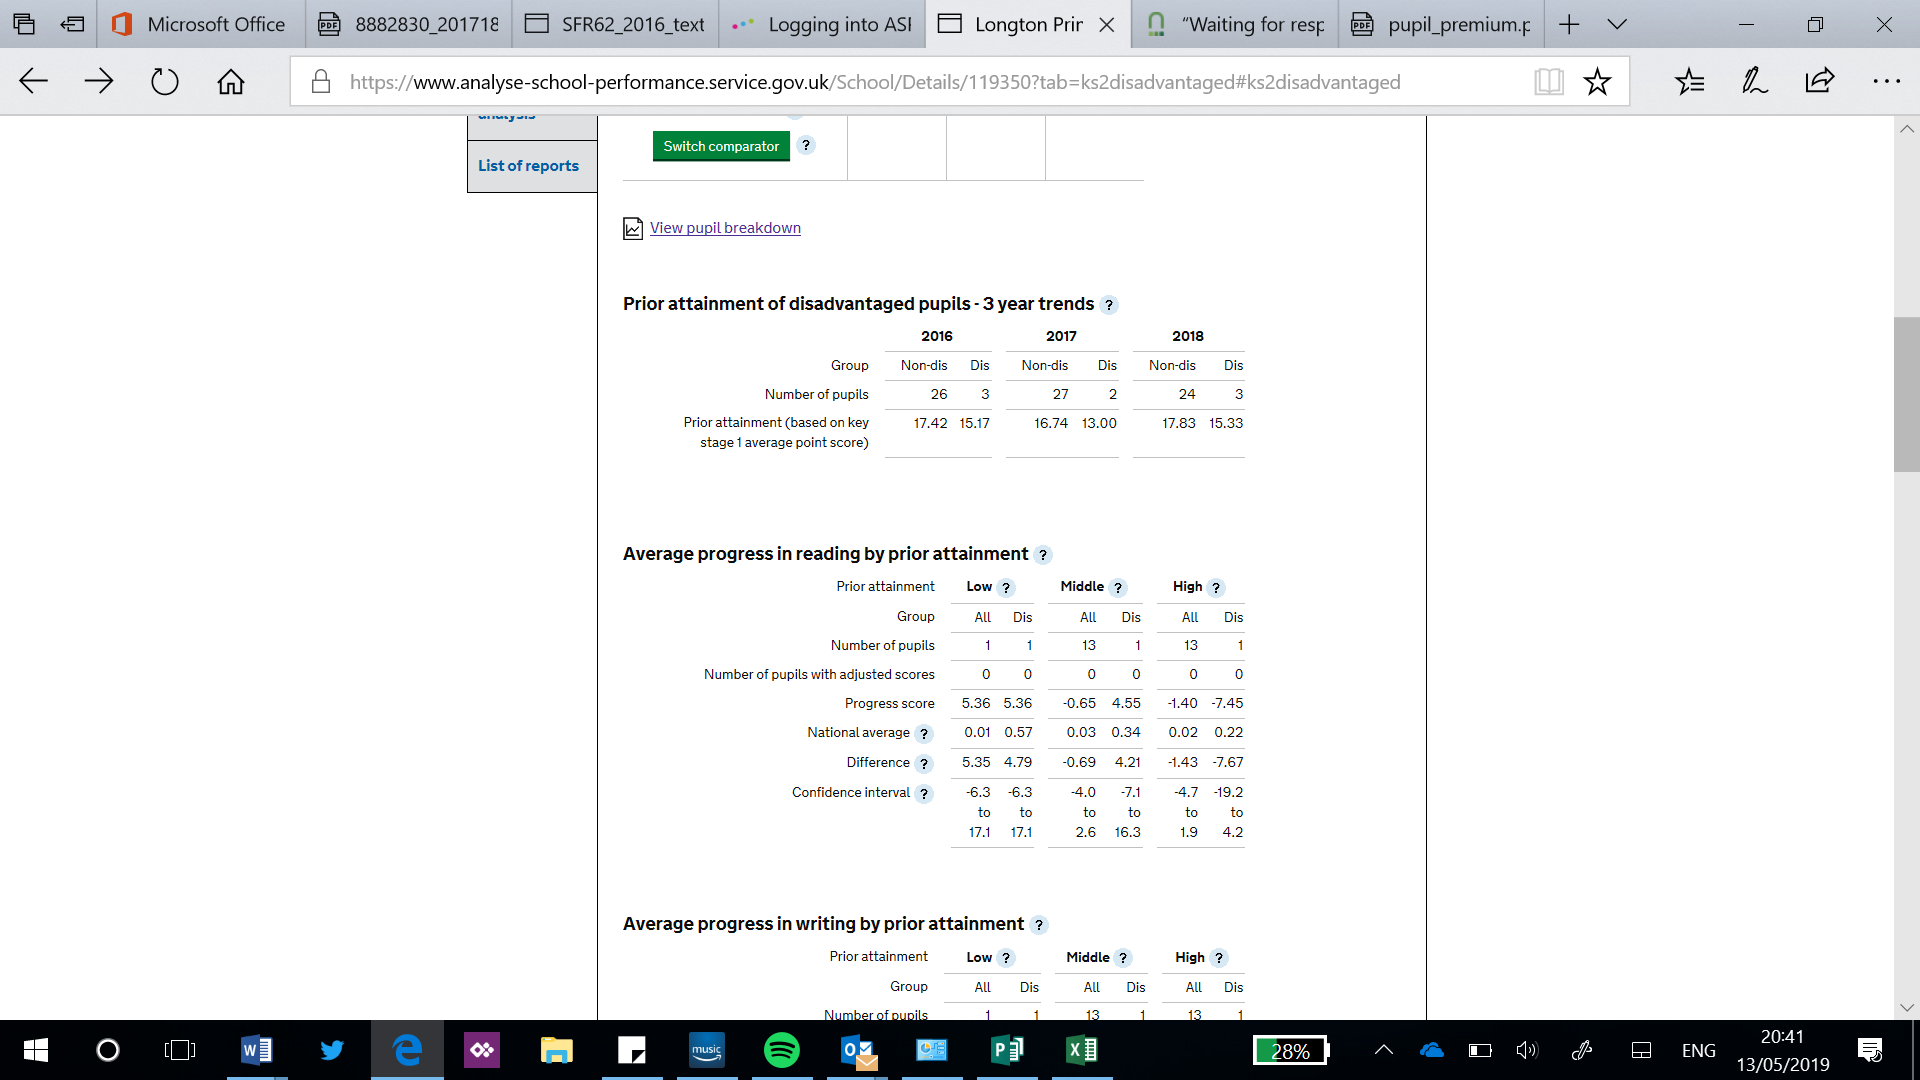 Microsoft Office 8882830_201718 SFR62_2016_text Logging into ASI Longton Prir “Waiting for resp pupil_premium.p
https://www.analyse-school-performance.service.gov.uk/School/Details/119350?tab=ks2disadvantaged#ks2disadvantaged
analysis
Switch comparator ?
List of reports
View pupil breakdown
Prior attainment of disadvantaged pupils - 3 year trends ?
2016 2017 2018
Group Non-dis Dis Non-dis Dis Non-dis Dis
Number of pupils 26 3 27 2 24 3
Prior attainment (based on key 17.42 15.17 16.74 13.00 17.83 15.33
stage 1 average point score)
Average progress in reading by prior attainment ?
Prior attainment Low ? Middle ? High ?
Group All Dis All Dis All Dis
Number of pupils 1 1 13 1 13 1
Number of pupils with adjusted scores 0 0 0 0 0 0
Progress score 5.36 5.36 -0.65 4.55 -1.40 -7.45
National average ? 0.01 0.57 0.03 0.34 0.02 0.22
Difference ? 5.35 4.79 -0.69 4.21 -1.43 -7.67
Confidence interval ? -6.3 -6.3 -4.0 -7.1 -4.7 -19.2
to to to to to to
17.1 17.1 2.6 16.3 1.9 4.2
Average progress in writing by prior attainment ?
Prior attainment Low ? Middle ? High ?
Group All Dis All Dis All Dis
Number of pupils 1 1 13 1 13 1
music 28% ENG 20:41
13/05/2019